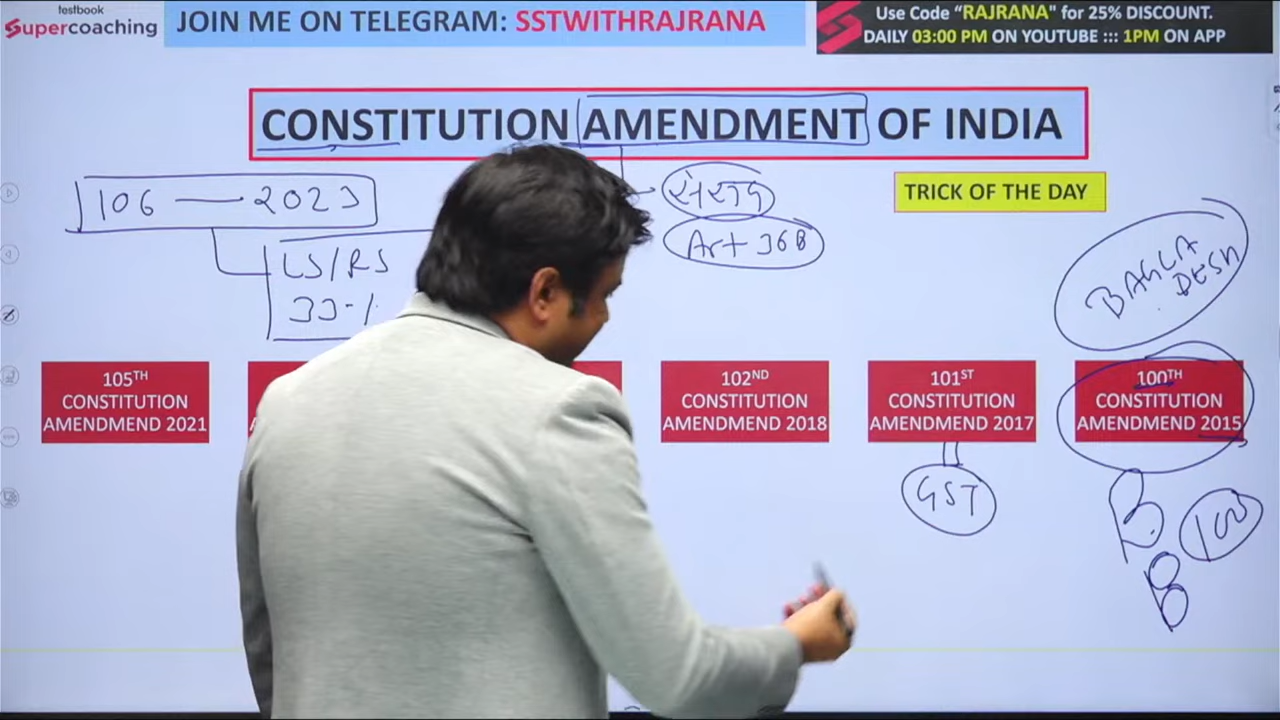 testbook
Supercoaching
JOIN ME ON TELEGRAM: SSTWITHRAJRANA
Use Code “RAJRANA" for 25% DISCOUNT.
DAILY 03:00 PM ON YOUTUBE ::: 1PM ON APP
CONSTITUTION AMENDMENT OF INDIA
TRICK OF THE DAY
106 — 2023
LS/RS
33%
Art 368
BAGLA
DESH
105TH
CONSTITUTION
AMENDMEND 2021
102ND
CONSTITUTION
AMENDMEND 2018
101ST
CONSTITUTION
AMENDMEND 2017
100TH
CONSTITUTION
AMENDMEND 2015
GST
B
100
B